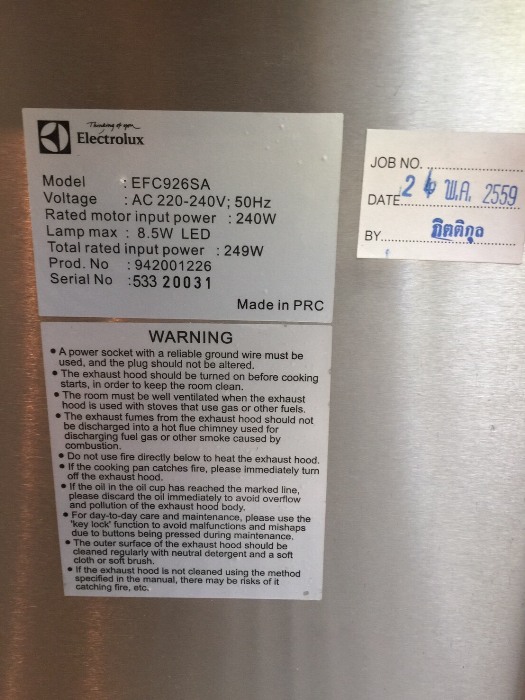 Thinking of you
Electrolux
Model : EFC926SA
Voltage : AC 220-240V; 50Hz
Rated motor input power : 240W
Lamp max : 8.5W LED
Total rated input power : 249W
Prod. No : 942001226
Serial No :533 20031
Made in PRC
WARNING
• A power socket with a reliable ground wire must be
used, and the plug should not be altered.
• The exhaust hood should be turned on before cooking
starts, in order to keep the room clean.
• The room must be well ventilated when the exhaust
hood is used with stoves that use gas or other fuels.
• The exhaust fumes from the exhaust hood should not
be discharged into a hot flue chimney used for
discharging fuel gas or other smoke caused by
combustion.
• Do not use fire directly below to heat the exhaust hood.
• If the cooking pan catches fire, please immediately turn
off the exhaust hood.
• If the oil in the oil cup has reached the marked line,
please discard the oil immediately to avoid overflow
and pollution of the exhaust hood body.
• For day-to-day care and maintenance, please use the
'key lock' function to avoid malfunctions and mishaps
due to buttons being pressed during maintenance.
• The outer surface of the exhaust hood should be
cleaned regularly with neutral detergent and a soft
cloth or soft brush.
• If the exhaust hood is not cleaned using the method
specified in the manual, there may be risks of it
catching fire, etc.
JOB NO. ....................
DATE 2 พ.ค. 2559
BY............ กิตติกุล